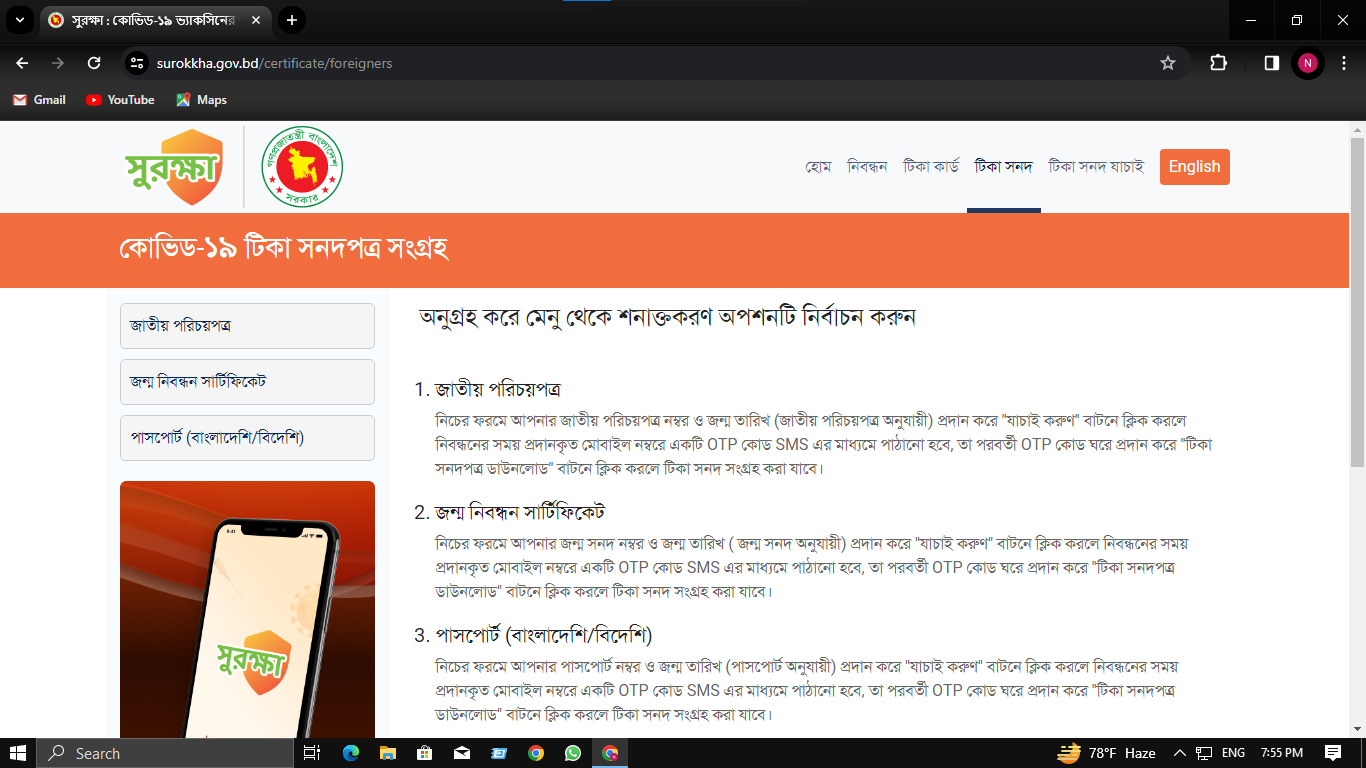 সুরক্ষা : কোভিড-১৯ ভ্যাকসিনের
surokkha.gov.bd/certificate/foreigners
N
Gmail YouTube Maps
সুরক্ষা
গণপ্রজাতন্ত্রী বাংলাদেশ
সরকার
হোম নিবন্ধন টিকা কার্ড টিকা সনদ টিকা সনদ যাচাই English
কোভিড-১৯ টিকা সনদপত্র সংগ্রহ
জাতীয় পরিচয়পত্র
জন্ম নিবন্ধন সার্টিফিকেট
পাসপোর্ট (বাংলাদেশি/বিদেশি)
9:41
সুরক্ষা
অনুগ্রহ করে মেনু থেকে শনাক্তকরণ অপশনটি নির্বাচন করুন
1. জাতীয় পরিচয়পত্র
নিচের ফরমে আপনার জাতীয় পরিচয়পত্র নম্বর ও জন্ম তারিখ (জাতীয় পরিচয়পত্র অনুযায়ী) প্রদান করে "যাচাই করুণ" বাটনে ক্লিক করলে
নিবন্ধনের সময় প্রদানকৃত মোবাইল নম্বরে একটি OTP কোড SMS এর মাধ্যমে পাঠানো হবে, তা পরবর্তী OTP কোড ঘরে প্রদান করে "টিকা
সনদপত্র ডাউনলোড" বাটনে ক্লিক করলে টিকা সনদ সংগ্রহ করা যাবে।
2. জন্ম নিবন্ধন সার্টিফিকেট
নিচের ফরমে আপনার জন্ম সনদ নম্বর ও জন্ম তারিখ ( জন্ম সনদ অনুযায়ী) প্রদান করে "যাচাই করুণ" বাটনে ক্লিক করলে নিবন্ধনের সময়
প্রদানকৃত মোবাইল নম্বরে একটি OTP কোড SMS এর মাধ্যমে পাঠানো হবে, তা পরবর্তী OTP কোড ঘরে প্রদান করে "টিকা সনদপত্র
ডাউনলোড" বাটনে ক্লিক করলে টিকা সনদ সংগ্রহ করা যাবে।
3. পাসপোর্ট (বাংলাদেশি/বিদেশি)
নিচের ফরমে আপনার পাসপোর্ট নম্বর ও জন্ম তারিখ (পাসপোর্ট অনুযায়ী) প্রদান করে "যাচাই করুণ" বাটনে ক্লিক করলে নিবন্ধনের সময়
প্রদানকৃত মোবাইল নম্বরে একটি OTP কোড SMS এর মাধ্যমে পাঠানো হবে, তা পরবর্তী OTP কোড ঘরে প্রদান করে "টিকা সনদপত্র
ডাউনলোড" বাটনে ক্লিক করলে টিকা সনদ সংগ্রহ করা যাবে।
Search 78°F Haze ENG 7:55 PM